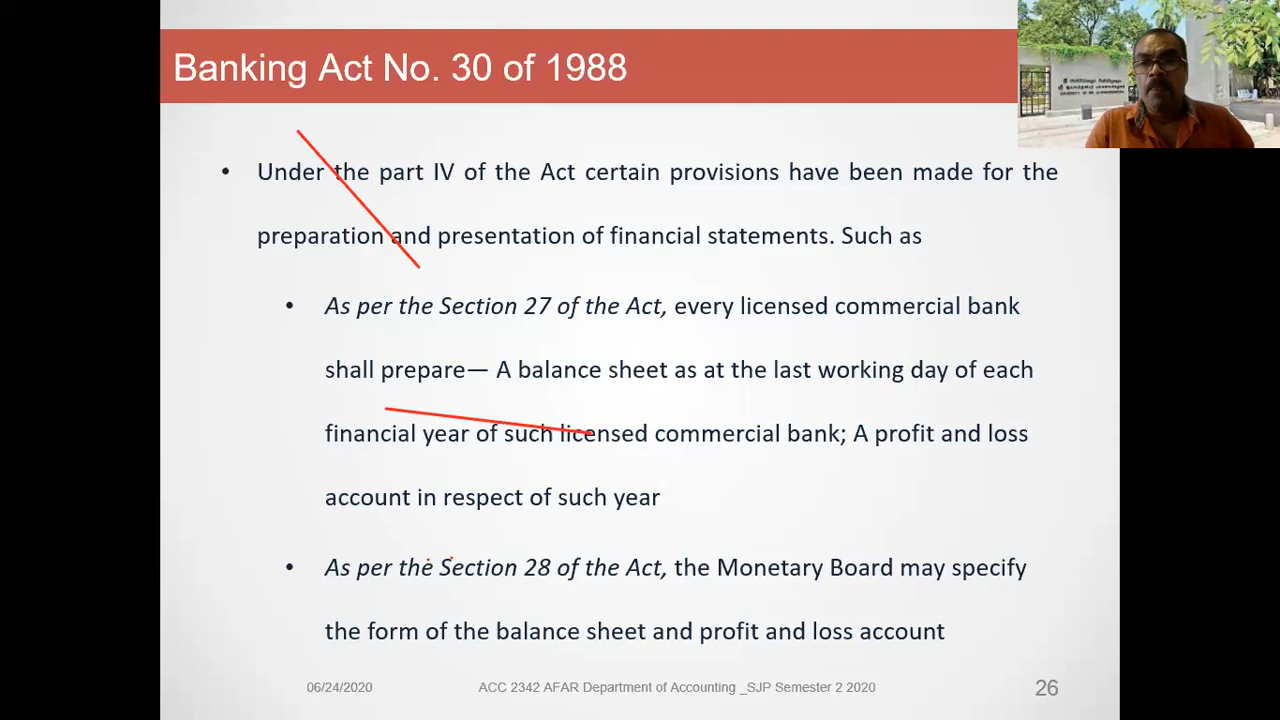 Banking Act No. 30 of 1988
• Under the part IV of the Act certain provisions have been made for the
preparation and presentation of financial statements. Such as
• As per the Section 27 of the Act, every licensed commercial bank
shall prepare— A balance sheet as at the last working day of each
financial year of such licensed commercial bank; A profit and loss
account in respect of such year
• As per the Section 28 of the Act, the Monetary Board may specify
the form of the balance sheet and profit and loss account
06/24/2020
ACC 2342 AFAR Department of Accounting _SJP Semester 2 2020
26